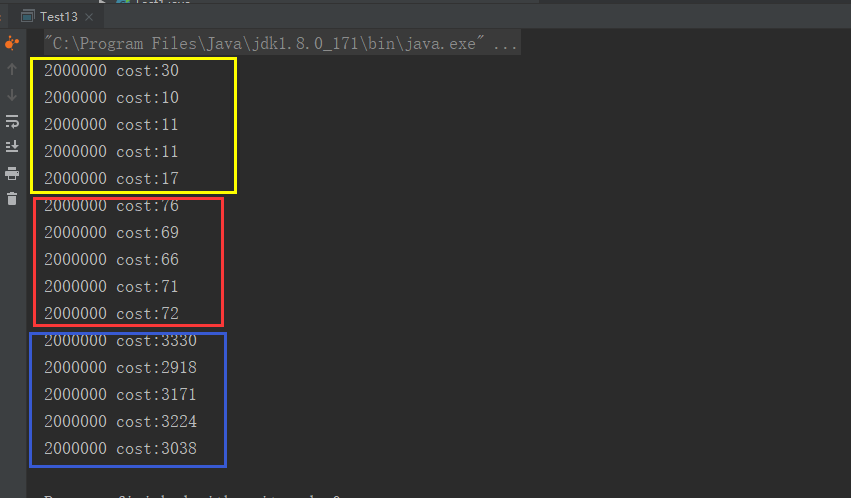 Test13
"C:\Program Files\Java\jdk1.8.0_171\bin\java.exe" ...
2000000 cost:30
2000000 cost:10
2000000 cost:11
2000000 cost:11
2000000 cost:17
2000000 cost:76
2000000 cost:69
2000000 cost:66
2000000 cost:71
2000000 cost:72
2000000 cost:3330
2000000 cost:2918
2000000 cost:3171
2000000 cost:3224
2000000 cost:3038